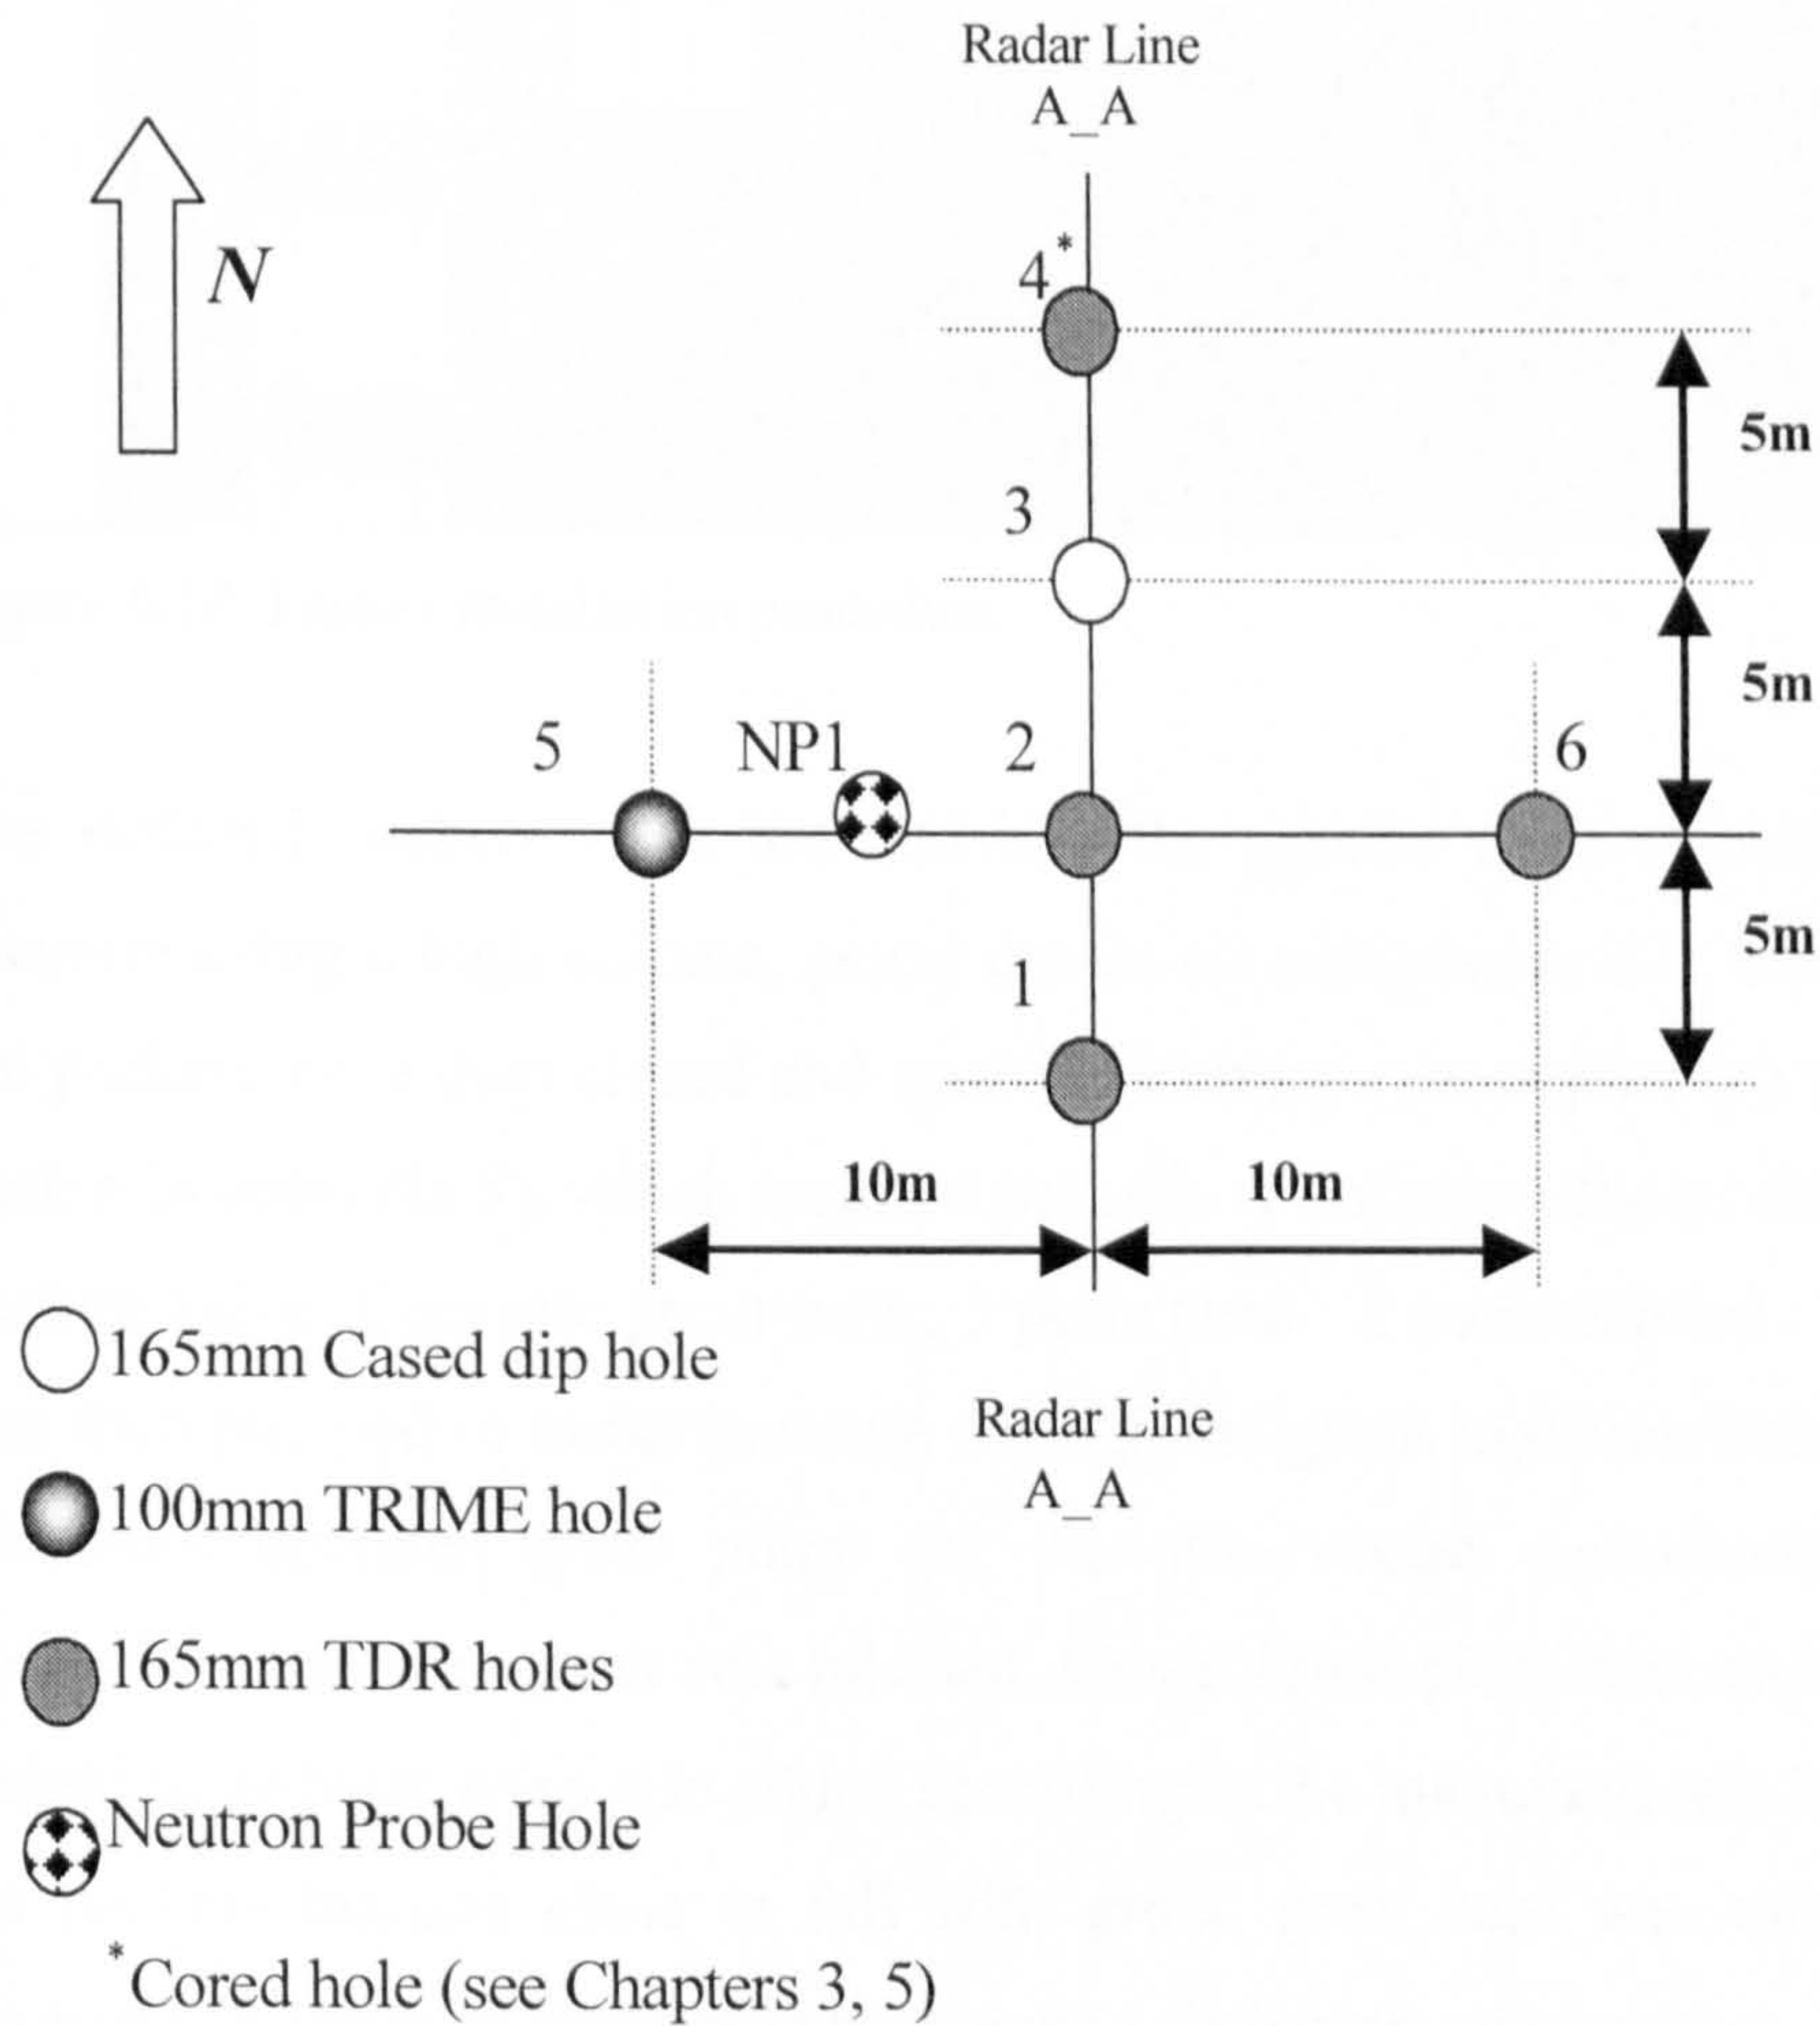 Radar Line
A_A
N
4*
5m
3
5m
5 NP1 2 6
5m
1
10m 10m
165mm Cased dip hole
Radar Line
A_A
100mm TRIME hole
165mm TDR holes
Neutron Probe Hole
*Cored hole (see Chapters 3, 5)